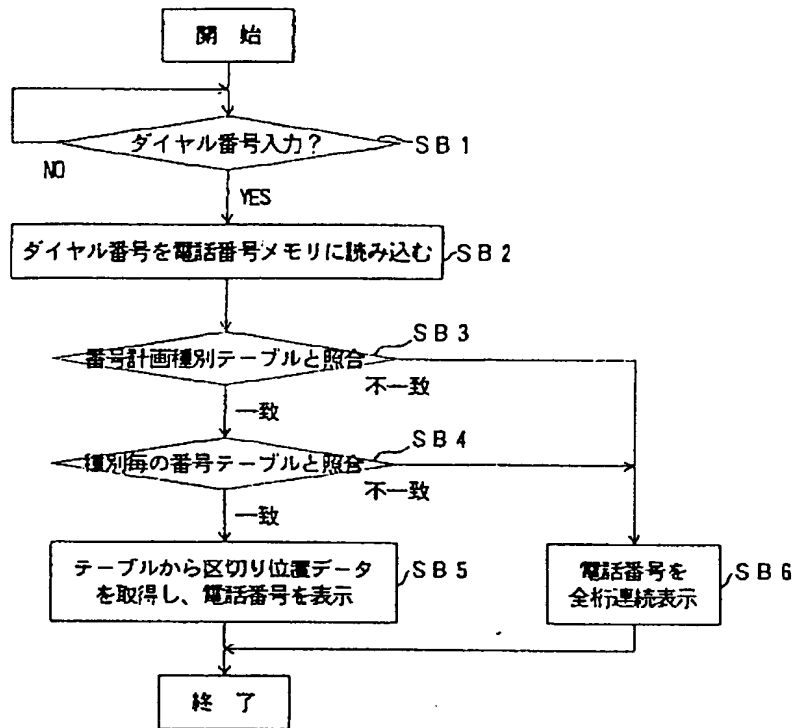 開 始
ダイヤル番号入力?
SB1
NO
YES
ダイヤル番号を電話番号メモリに読み込む
SB2
番号計画種別テーブルと照合
SB3
不一致
一致
種別毎の番号テーブルと照合
SB4
不一致
一致
テーブルから区切り位置データ
を取得し、電話番号を表示
SB5
電話番号を
全桁連続表示
SB6
終 了